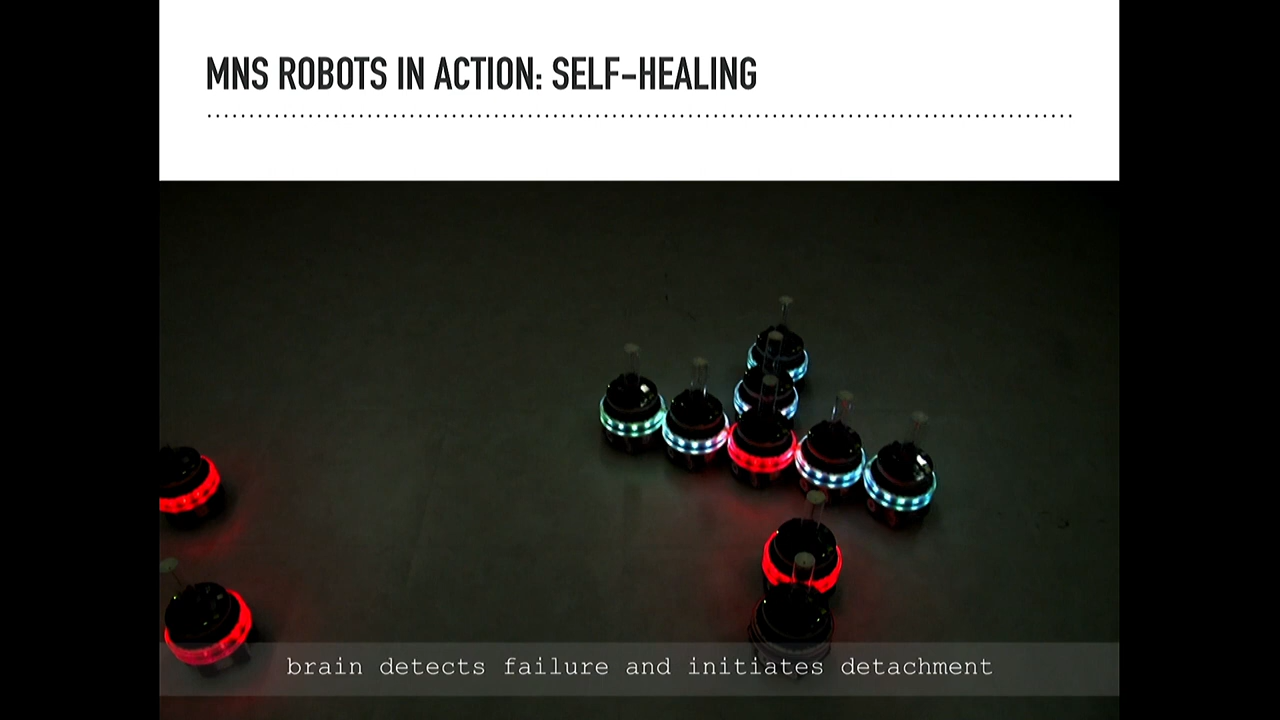 MNS ROBOTS IN ACTION: SELF-HEALING
brain detects failure and initiates detachment